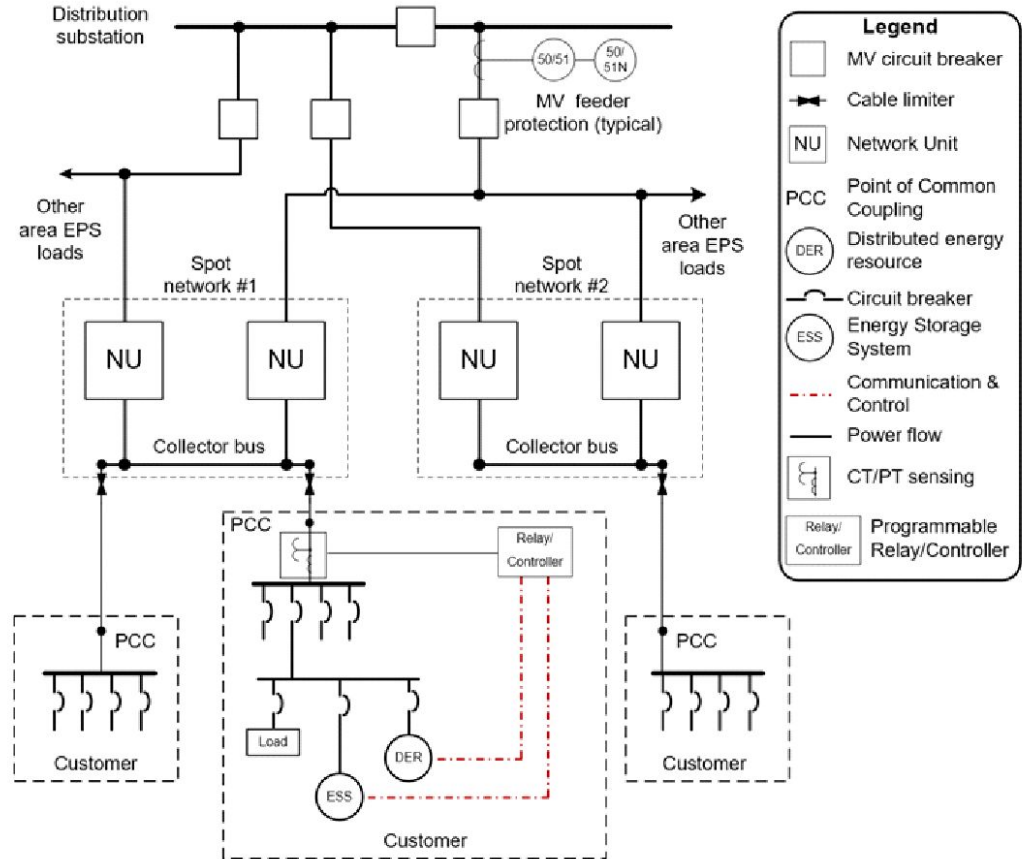 Distribution
substation
50/51
50/
51N
MV feeder
protection (typical)
Other
area EPS
loads
Other
area EPS
loads
Spot
network #1
Spot
network #2
NU
NU
NU
NU
Collector bus
Collector bus
PCC
Relay/
Controller
PCC
PCC
Load
DER
ESS
Customer
Customer
Customer
Legend
MV circuit breaker
Cable limiter
NU
Network Unit
PCC
Point of Common
Coupling
DER
Distributed energy
resource
Circuit breaker
ESS
Energy Storage
System
Communication &
Control
Power flow
CT/PT sensing
Relay/
Controller
Programmable
Relay/Controller